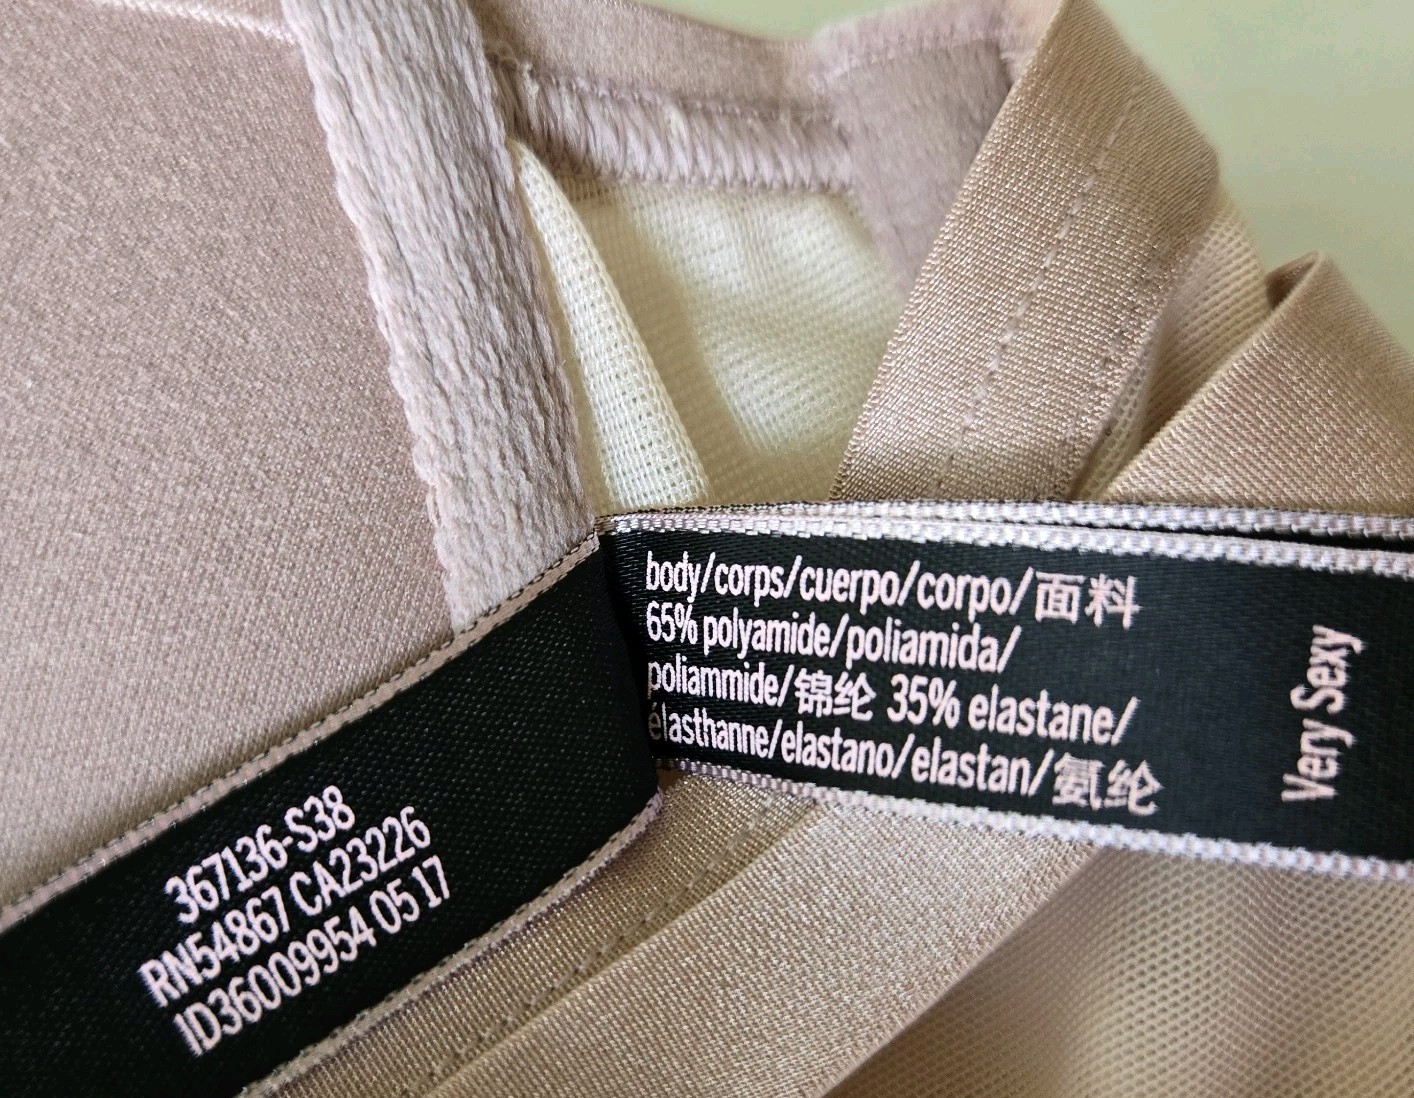 367136-S38
RN54867 CA23226
ID36009954 05 17
body/corps/cuerpo/corpo/面料
65% polyamide/poliamida/
poliammide/锦纶 35% elastane/
élasthanne/elastano/elastan/氨纶
Very Sexy